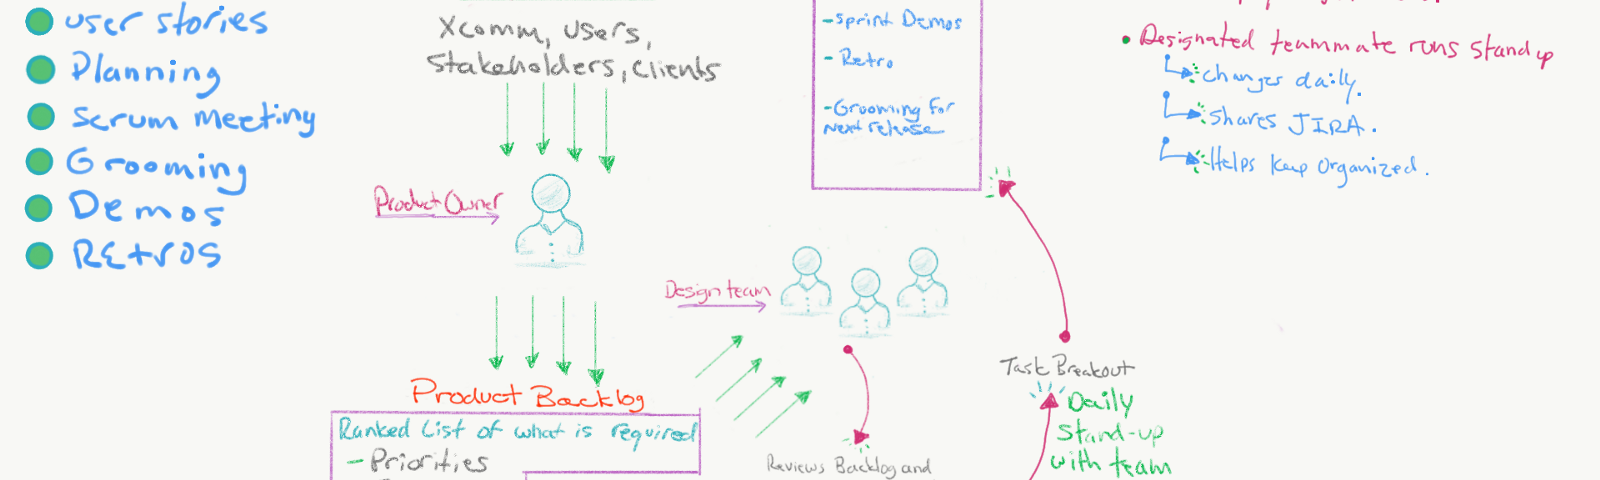 user stories
Planning
scrum meeting
Grooming
Demos
REtros
Xcomm, users,
stakeholders, clients
Product Owner
Product Backlog
Ranked List of what is required
- Priorities
Design team
Reviews Backlog and
- sprint Demos
- Retro
- Grooming for
next release
Task Breakout
Daily
stand-up
with team
Designated teammate runs stand up
changes daily.
shares JIRA.
Helps keep organized.